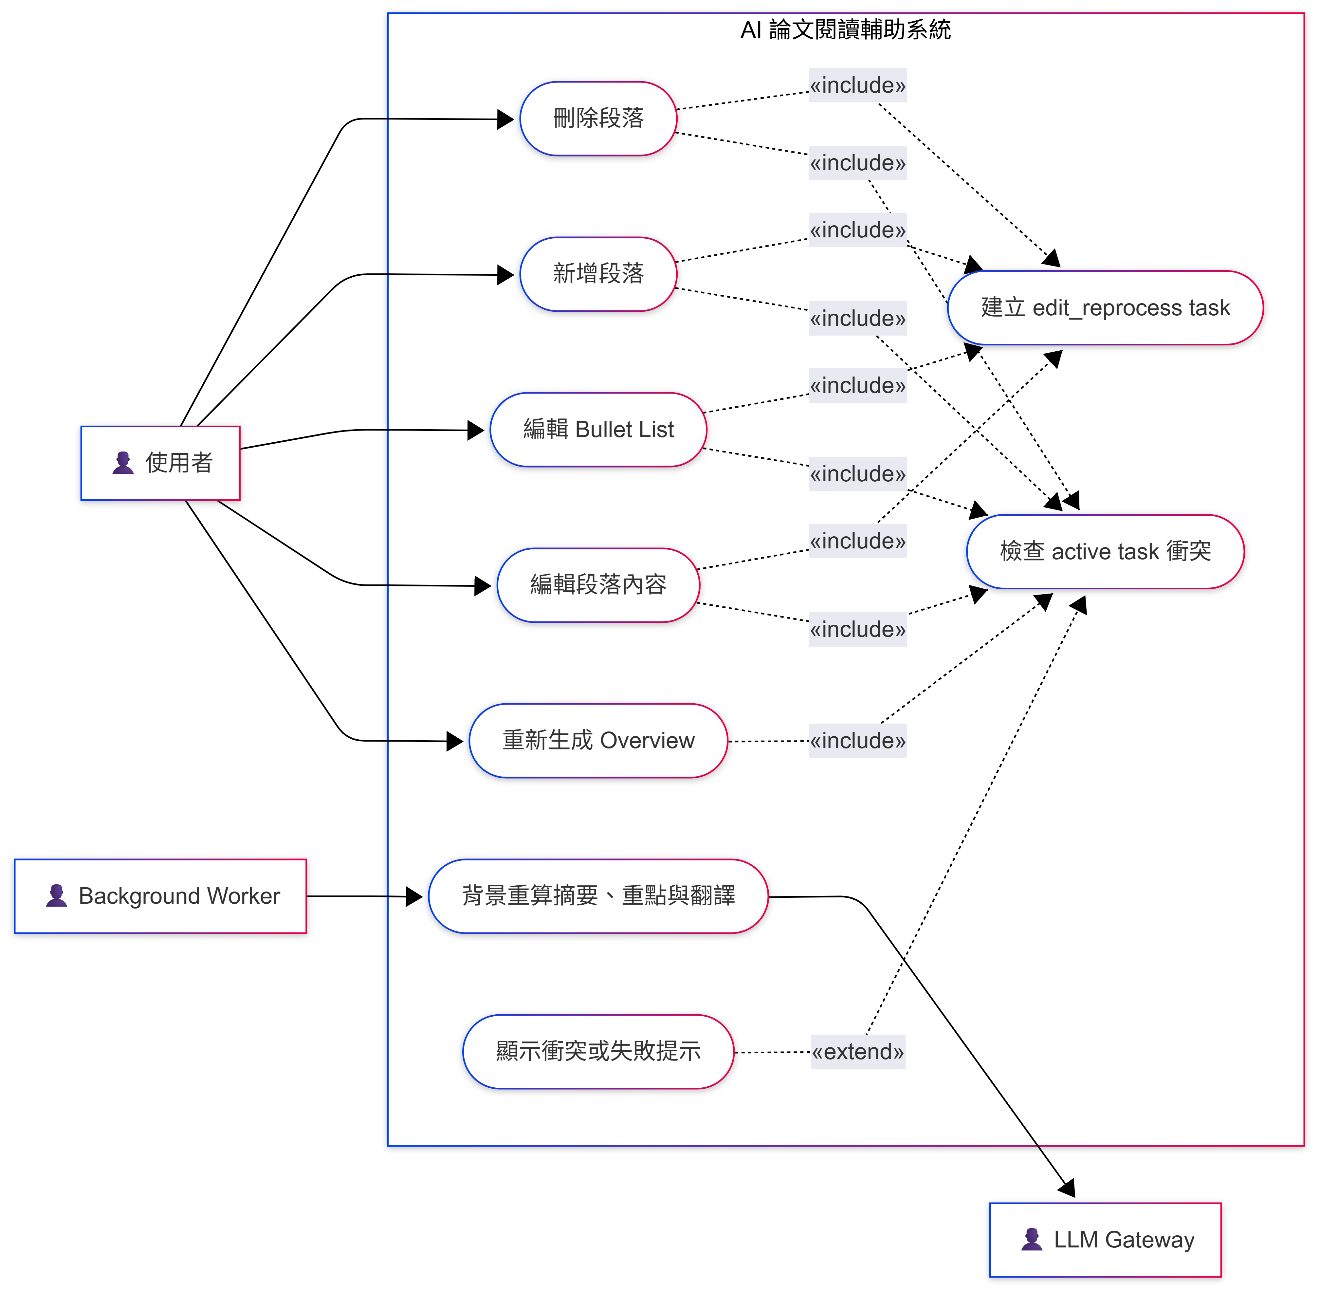 AI 論文閱讀輔助系統
刪除段落
«include»
«include»
新增段落
«include»
«include»
建立 edit_reprocess task
編輯 Bullet List
«include»
«include»
使用者
檢查 active task 衝突
編輯段落內容
«include»
«include»
重新生成 Overview
«include»
Background Worker
背景重算摘要、重點與翻譯
顯示衝突或失敗提示
«extend»
LLM Gateway